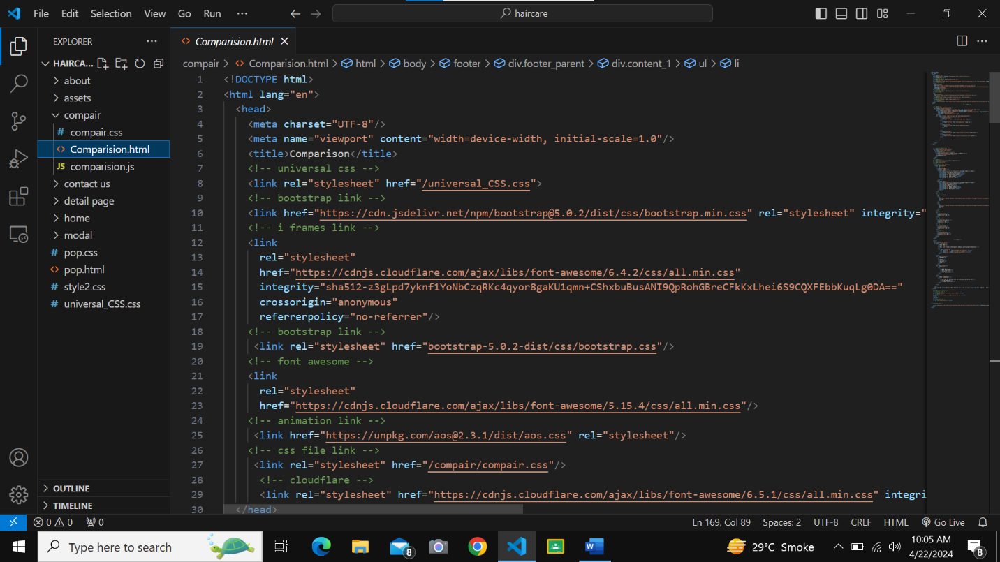 File Edit Selection View Go Run ··· haircare
EXPLORER ···
HAIRCA...
about
assets
compair
# compair.css
<> Comparision.html
JS comparision.js
contact us
detail page
home
modal
# pop.css
<> pop.html
# style2.css
# universal_CSS.css
OUTLINE
TIMELINE
<> Comparision.html ×
compair > <> Comparision.html > html > body > footer > div.footer_parent > div.content_1 > ul > li
1 <!DOCTYPE html>
2 <html lang="en">
3 <head>
4 <meta charset="UTF-8"/>
5 <meta name="viewport" content="width=device-width, initial-scale=1.0"/>
6 <title>Comparison</title>
7 <!-- universal css -->
8 <link rel="stylesheet" href="/universal_CSS.css">
9 <!-- bootstrap link -->
10 <link href="https://cdn.jsdelivr.net/npm/bootstrap@5.0.2/dist/css/bootstrap.min.css" rel="stylesheet" integrity="
11 <!-- i frames link -->
12 <link
13 rel="stylesheet"
14 href="https://cdnjs.cloudflare.com/ajax/libs/font-awesome/6.4.2/css/all.min.css"
15 integrity="sha512-z3gLpd7yknf1YoNbCzqRKc4qyor8gaKU1qmn+CShxbuBusANI9QpRohGBreCFkKxLhei6S9CQXFEbbKuqLg0DA=="
16 crossorigin="anonymous"
17 referrerpolicy="no-referrer"/>
18 <!-- bootstrap link -->
19 <link rel="stylesheet" href="bootstrap-5.0.2-dist/css/bootstrap.css"/>
20 <!-- font awesome -->
21 <link
22 rel="stylesheet"
23 href="https://cdnjs.cloudflare.com/ajax/libs/font-awesome/5.15.4/css/all.min.css"/>
24 <!-- animation link -->
25 <link href="https://unpkg.com/aos@2.3.1/dist/aos.css" rel="stylesheet"/>
26 <!-- css file link -->
27 <link rel="stylesheet" href="/compair/compair.css"/>
28 <!-- cloudflare -->
29 <link rel="stylesheet" href="https://cdnjs.cloudflare.com/ajax/libs/font-awesome/6.5.1/css/all.min.css" integri
30 </head>
0 0 0 Ln 169, Col 89 Spaces: 2 UTF-8 CRLF HTML Go Live
Type here to search 8 29°C Smoke 10:05 AM 8
4/22/2024